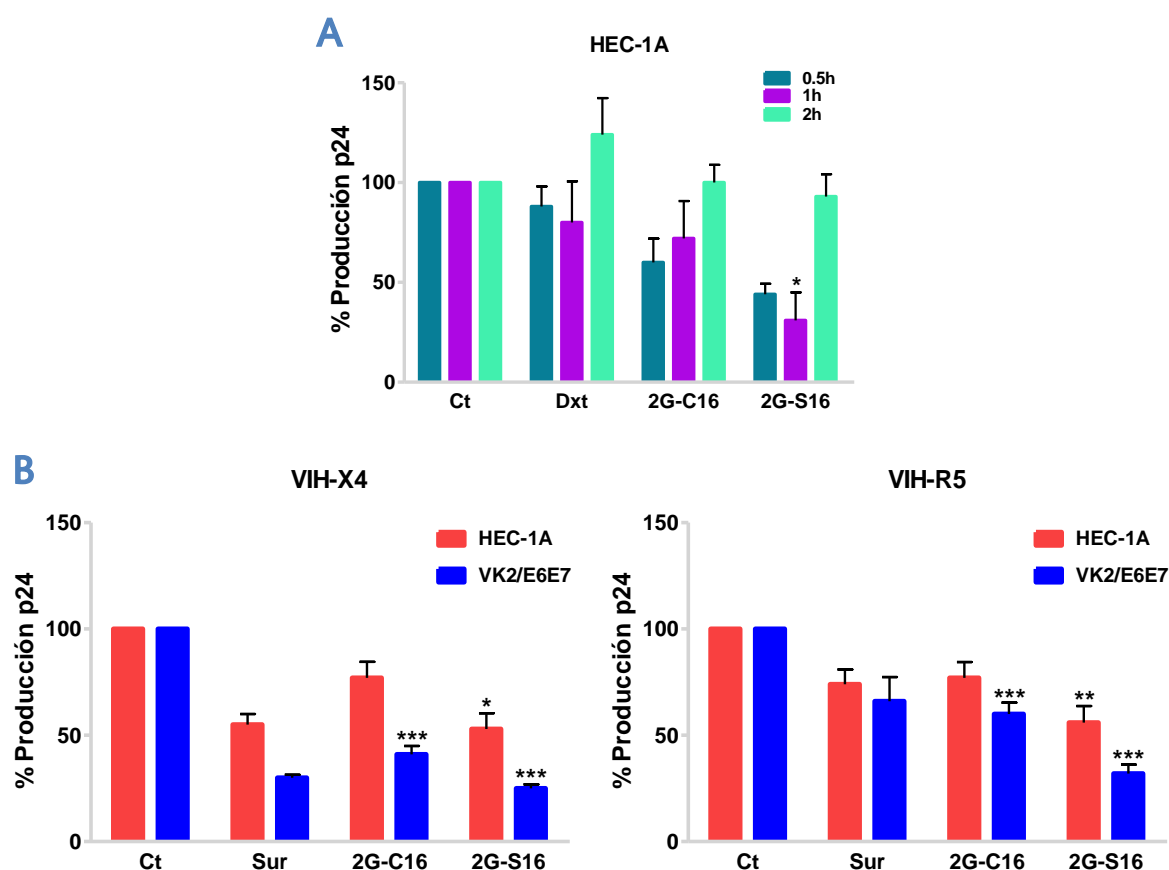 A
HEC-1A
0.5h
1h
2h
% Producción p24
150
100
50
0
*
Ct Dxt 2G-C16 2G-S16
B
VIH-X4
HEC-1A
VK2/E6E7
% Producción p24
150
100
50
0
***
*
***
Ct Sur 2G-C16 2G-S16
VIH-R5
HEC-1A
VK2/E6E7
% Producción p24
150
100
50
0
***
**
***
Ct Sur 2G-C16 2G-S16